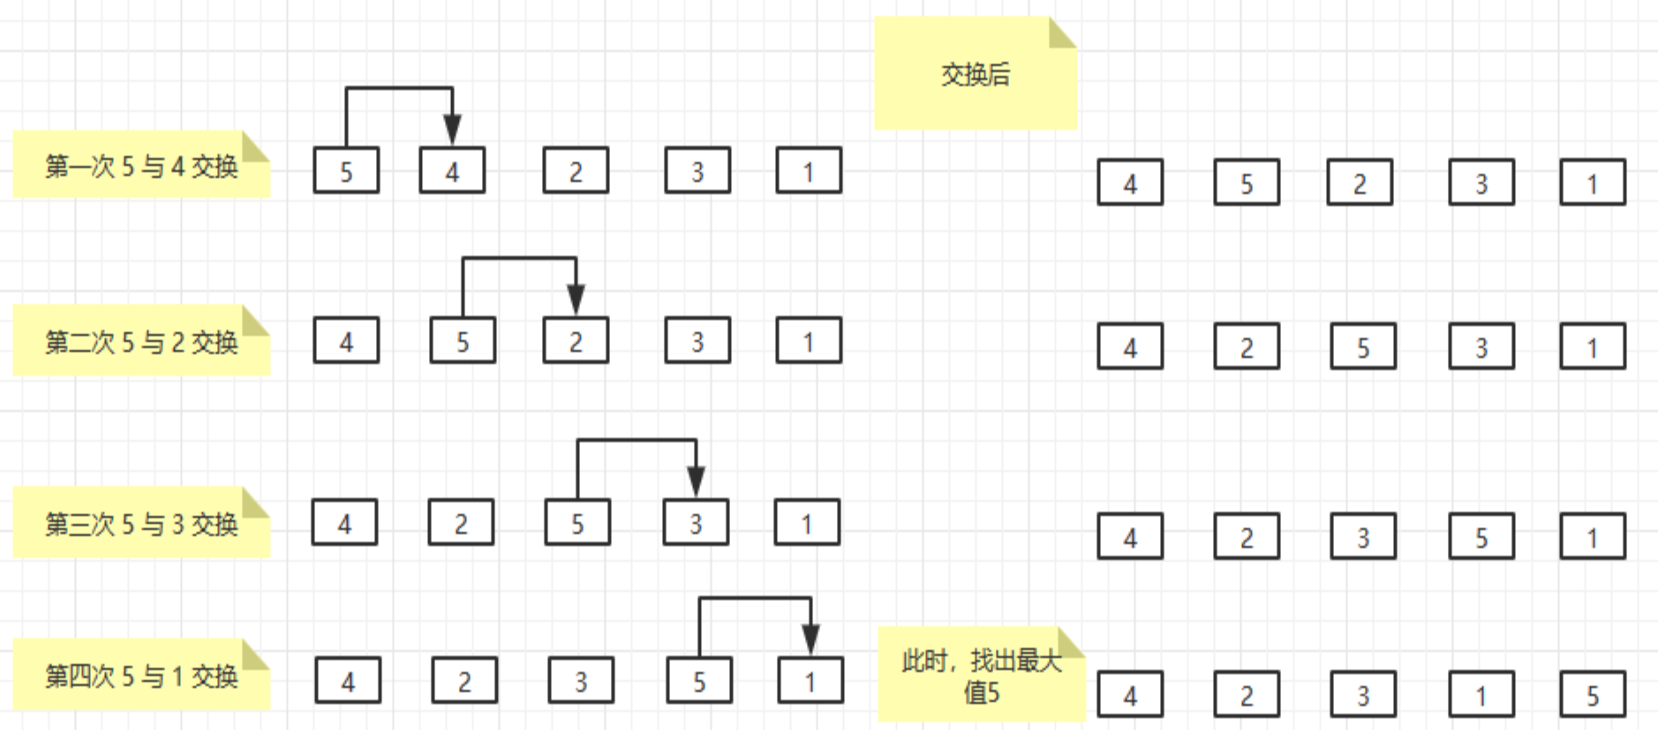 交换后
第一次 5 与 4 交换
5 4 2 3 1
4 5 2 3 1
第二次 5 与 2 交换
4 5 2 3 1
4 2 5 3 1
第三次 5 与 3 交换
4 2 5 3 1
4 2 3 5 1
第四次 5 与 1 交换
4 2 3 5 1
此时，找出最大
值5
4 2 3 1 5